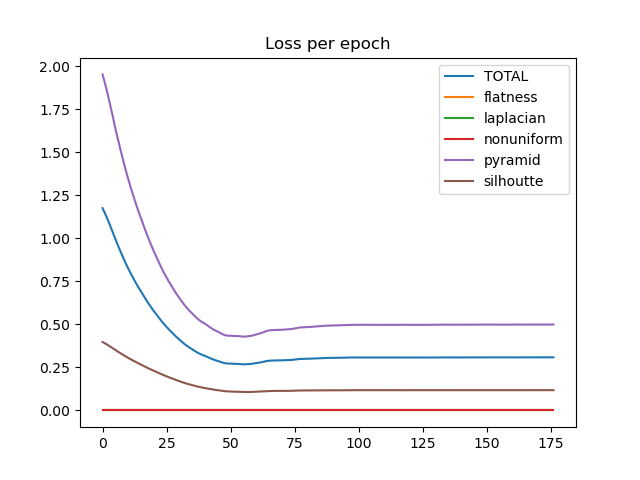 Loss per epoch
2.00
1.75
1.50
1.25
1.00
0.75
0.50
0.25
0.00
TOTAL
flatness
laplacian
nonuniform
pyramid
silhoutte
0 25 50 75 100 125 150 175